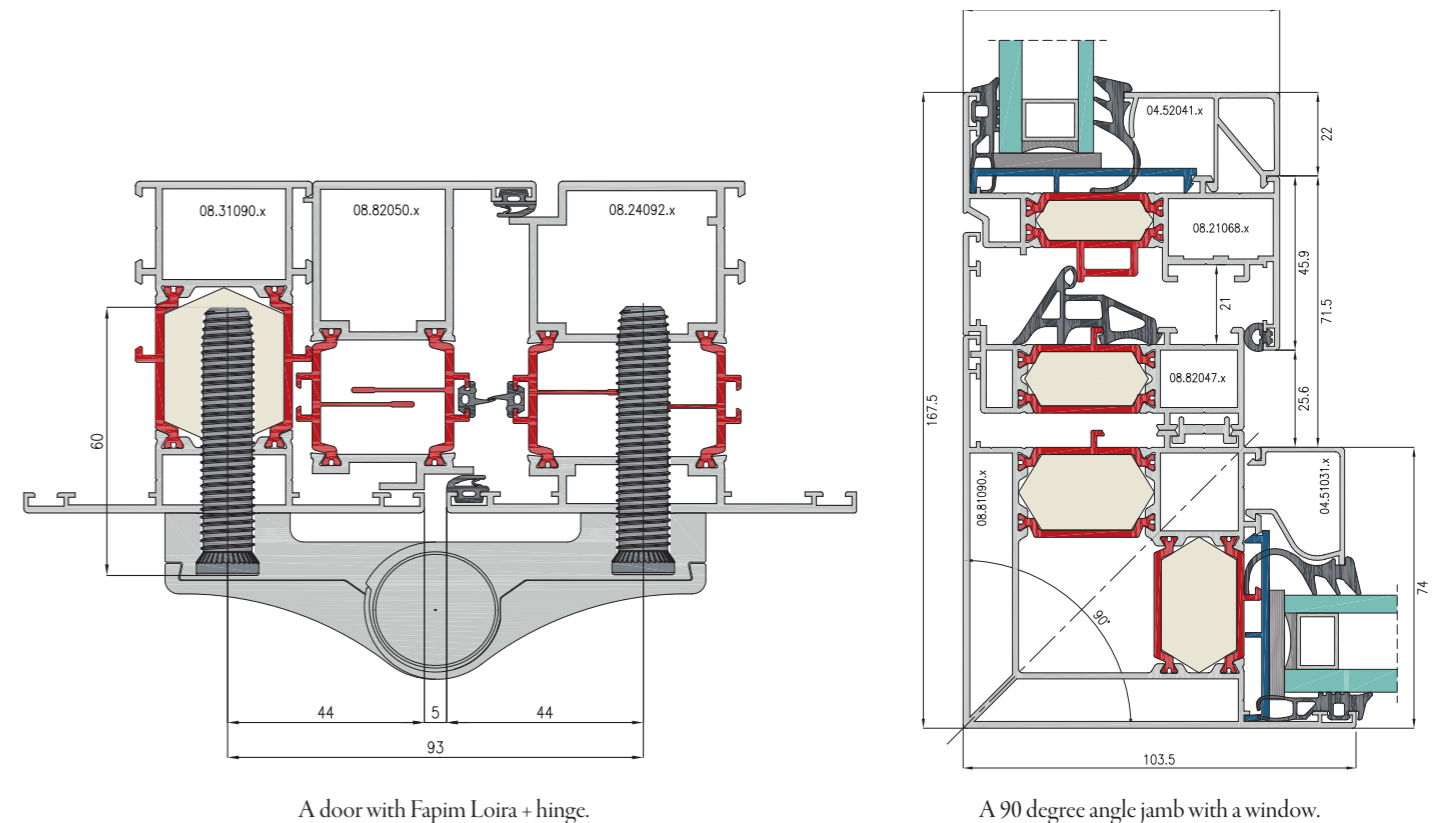 08.31090.x
08.82050.x
08.24092.x
60
44
5
44
93
A door with Fapim Loira + hinge.
04.52041.x
22
08.21068.x
45.9
21
71.5
08.82047.x
25.6
167.5
08.81090.x
04.51031.x
74
90°
103.5
A 90 degree angle jamb with a window.